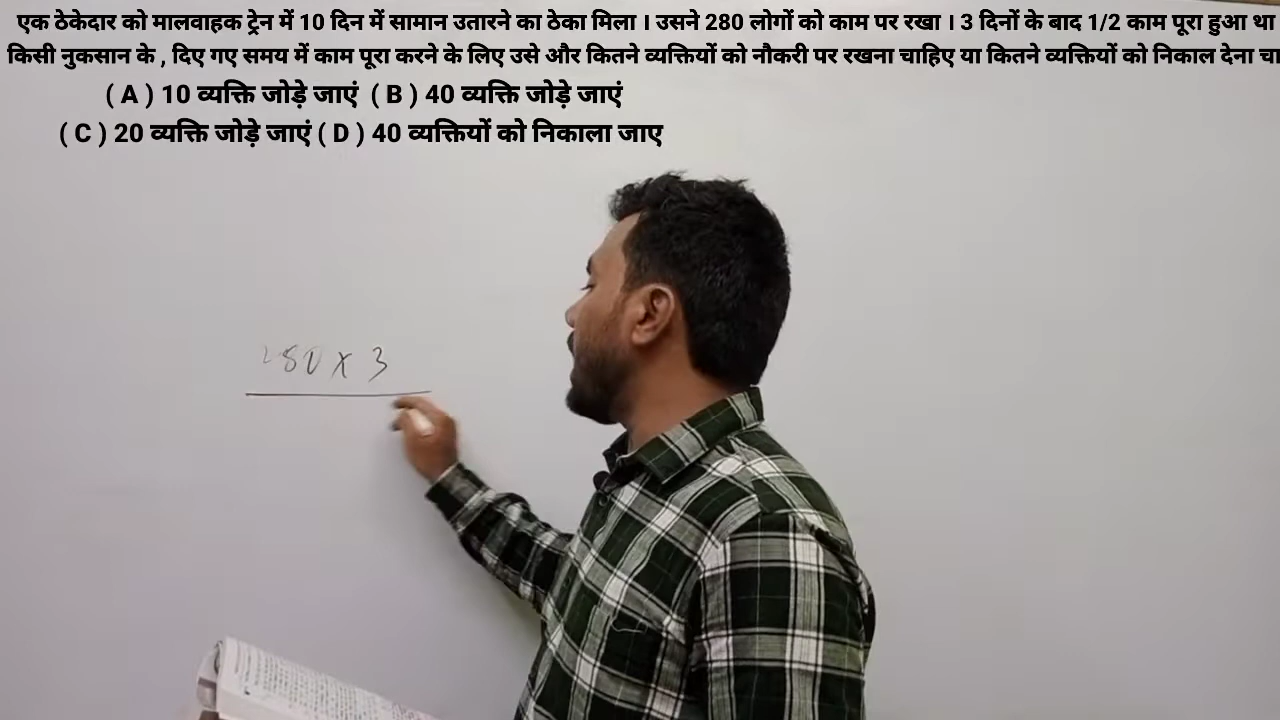 एक ठेकेदार को मालवाहक ट्रेन में 10 दिन में सामान उतारने का ठेका मिला । उसने 280 लोगों को काम पर रखा । 3 दिनों के बाद 1/2 काम पूरा हुआ था
किसी नुकसान के , दिए गए समय में काम पूरा करने के लिए उसे और कितने व्यक्तियों को नौकरी पर रखना चाहिए या कितने व्यक्तियों को निकाल देना चा
( A ) 10 व्यक्ति जोड़े जाएं ( B ) 40 व्यक्ति जोड़े जाएं
( C ) 20 व्यक्ति जोड़े जाएं ( D ) 40 व्यक्तियों को निकाला जाए
280 x 3